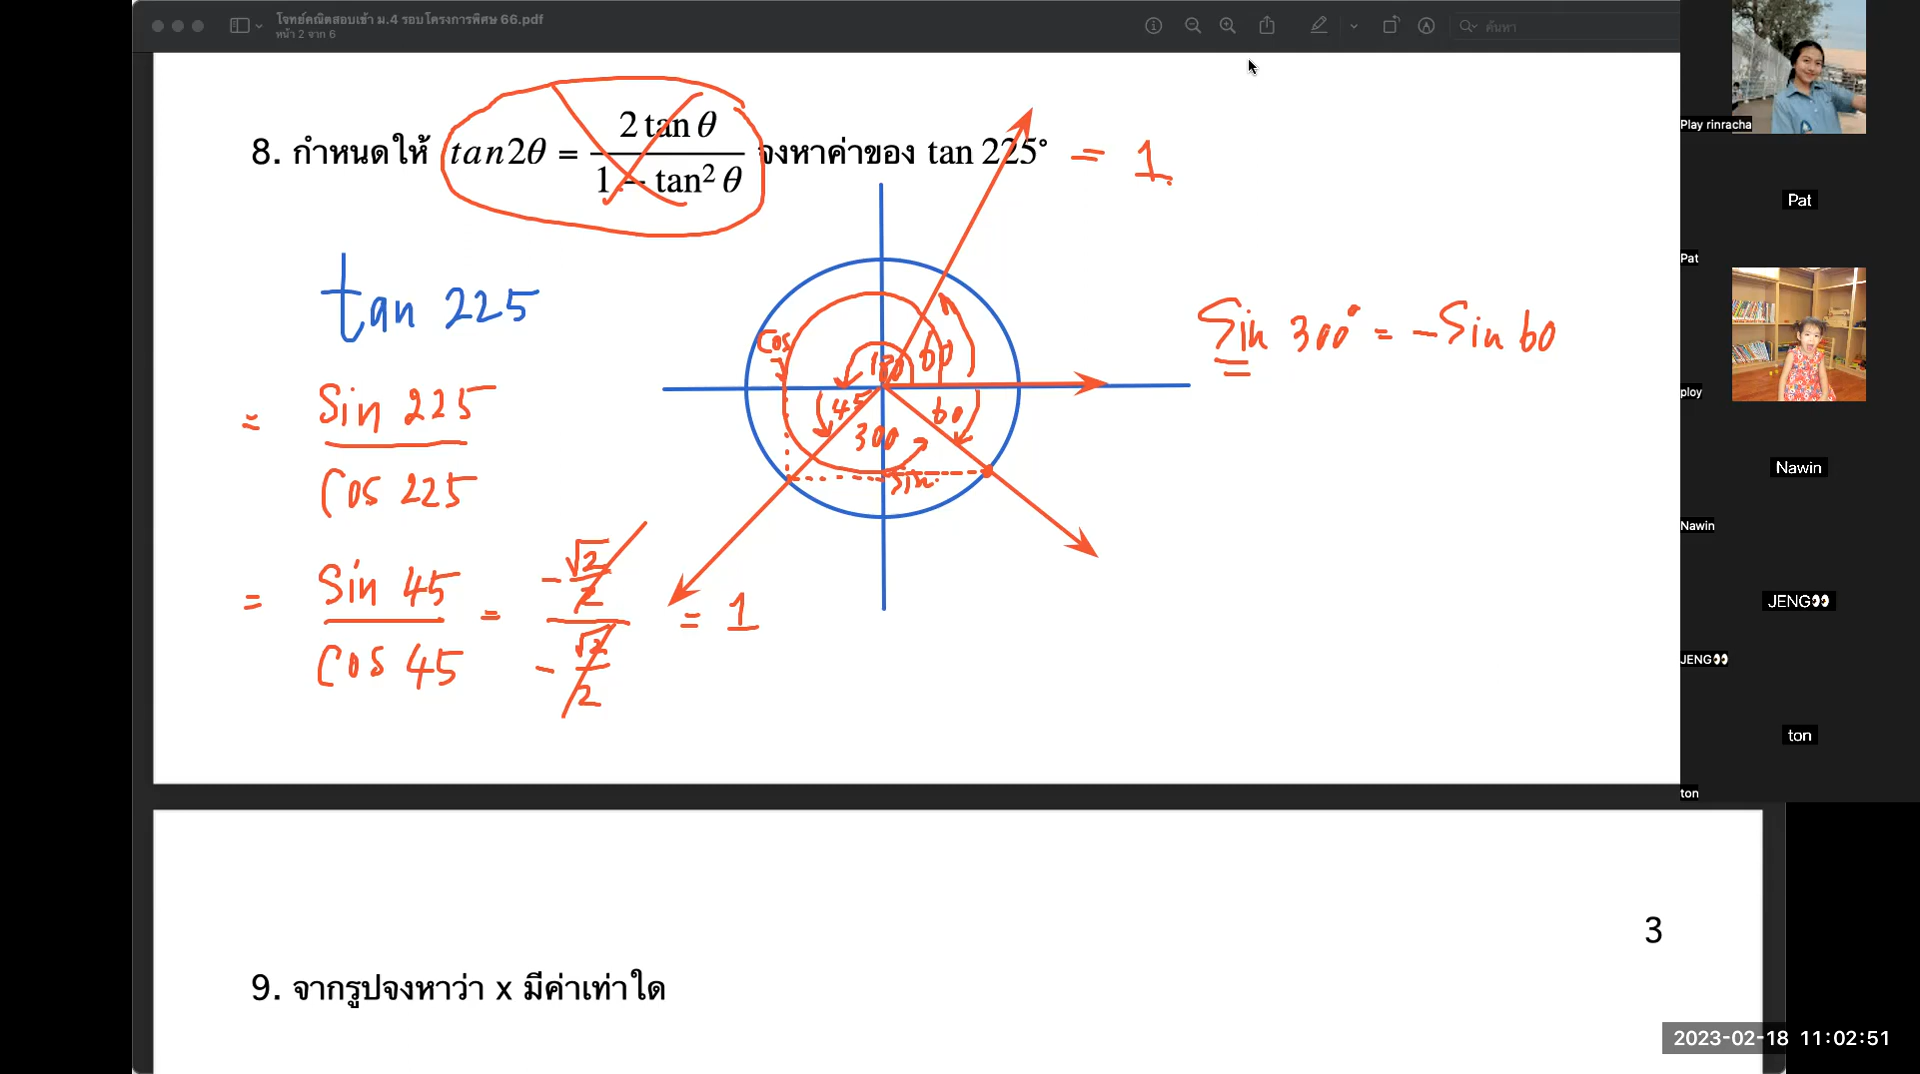 โจทย์คณิตสอบเข้า ม.4 รอบโครงการพิศษ 66.pdf
หน้า 2 จาก 6
ค้นหา
8. กำหนดให้ tan2θ = 2 tan θ / 1 − tan² θ จงหาค่าของ tan 225° = 1
tan 225
= Sin 225 / Cos 225
= Sin 45 / Cos 45 = -√2/2 / -√2/2 = 1
Cos
180
60
45
60
300
Sin
Sin 300° = -Sin 60
3
9. จากรูปจงหาว่า x มีค่าเท่าใด
Play rinracha
Pat
Pat
ploy
Nawin
Nawin
JENG👀
JENG👀
ton
ton
2023-02-18 11:02:51